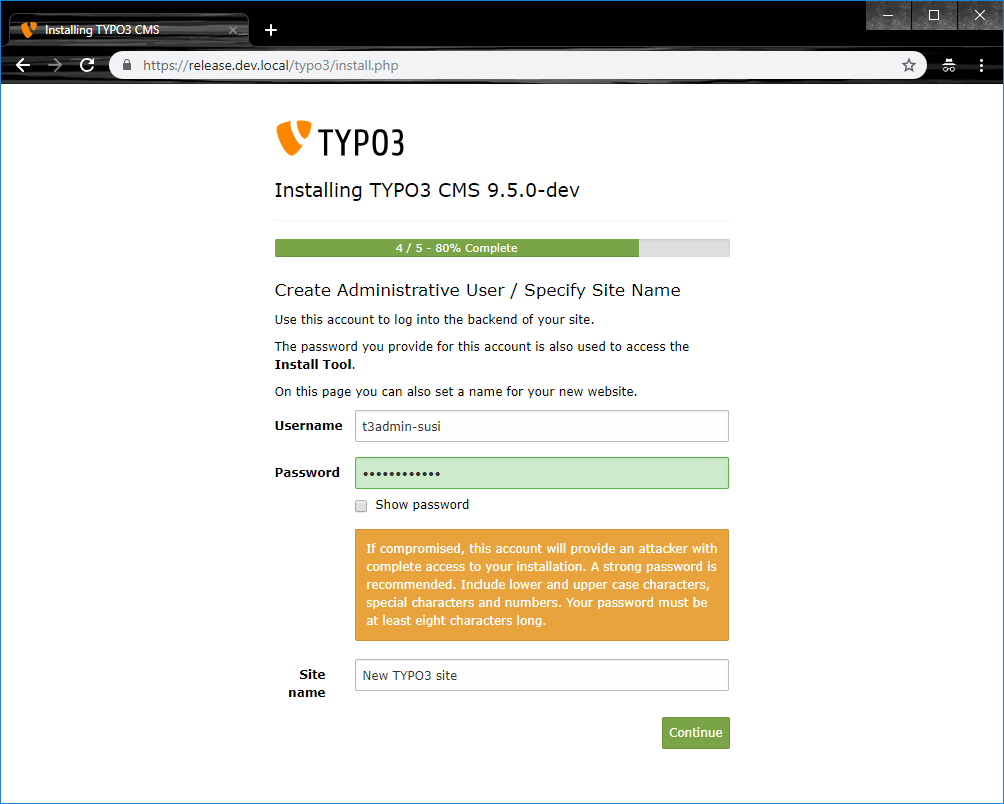 Installing TYPO3 CMS
https://release.dev.local/typo3/install.php
TYPO3
Installing TYPO3 CMS 9.5.0-dev
4 / 5 - 80% Complete
Create Administrative User / Specify Site Name
Use this account to log into the backend of your site.
The password you provide for this account is also used to access the
Install Tool.
On this page you can also set a name for your new website.
Username
t3admin-susi
Password
••••••••••••
Show password
If compromised, this account will provide an attacker with
complete access to your installation. A strong password is
recommended. Include lower and upper case characters,
special characters and numbers. Your password must be
at least eight characters long.
Site
name
New TYPO3 site
Continue